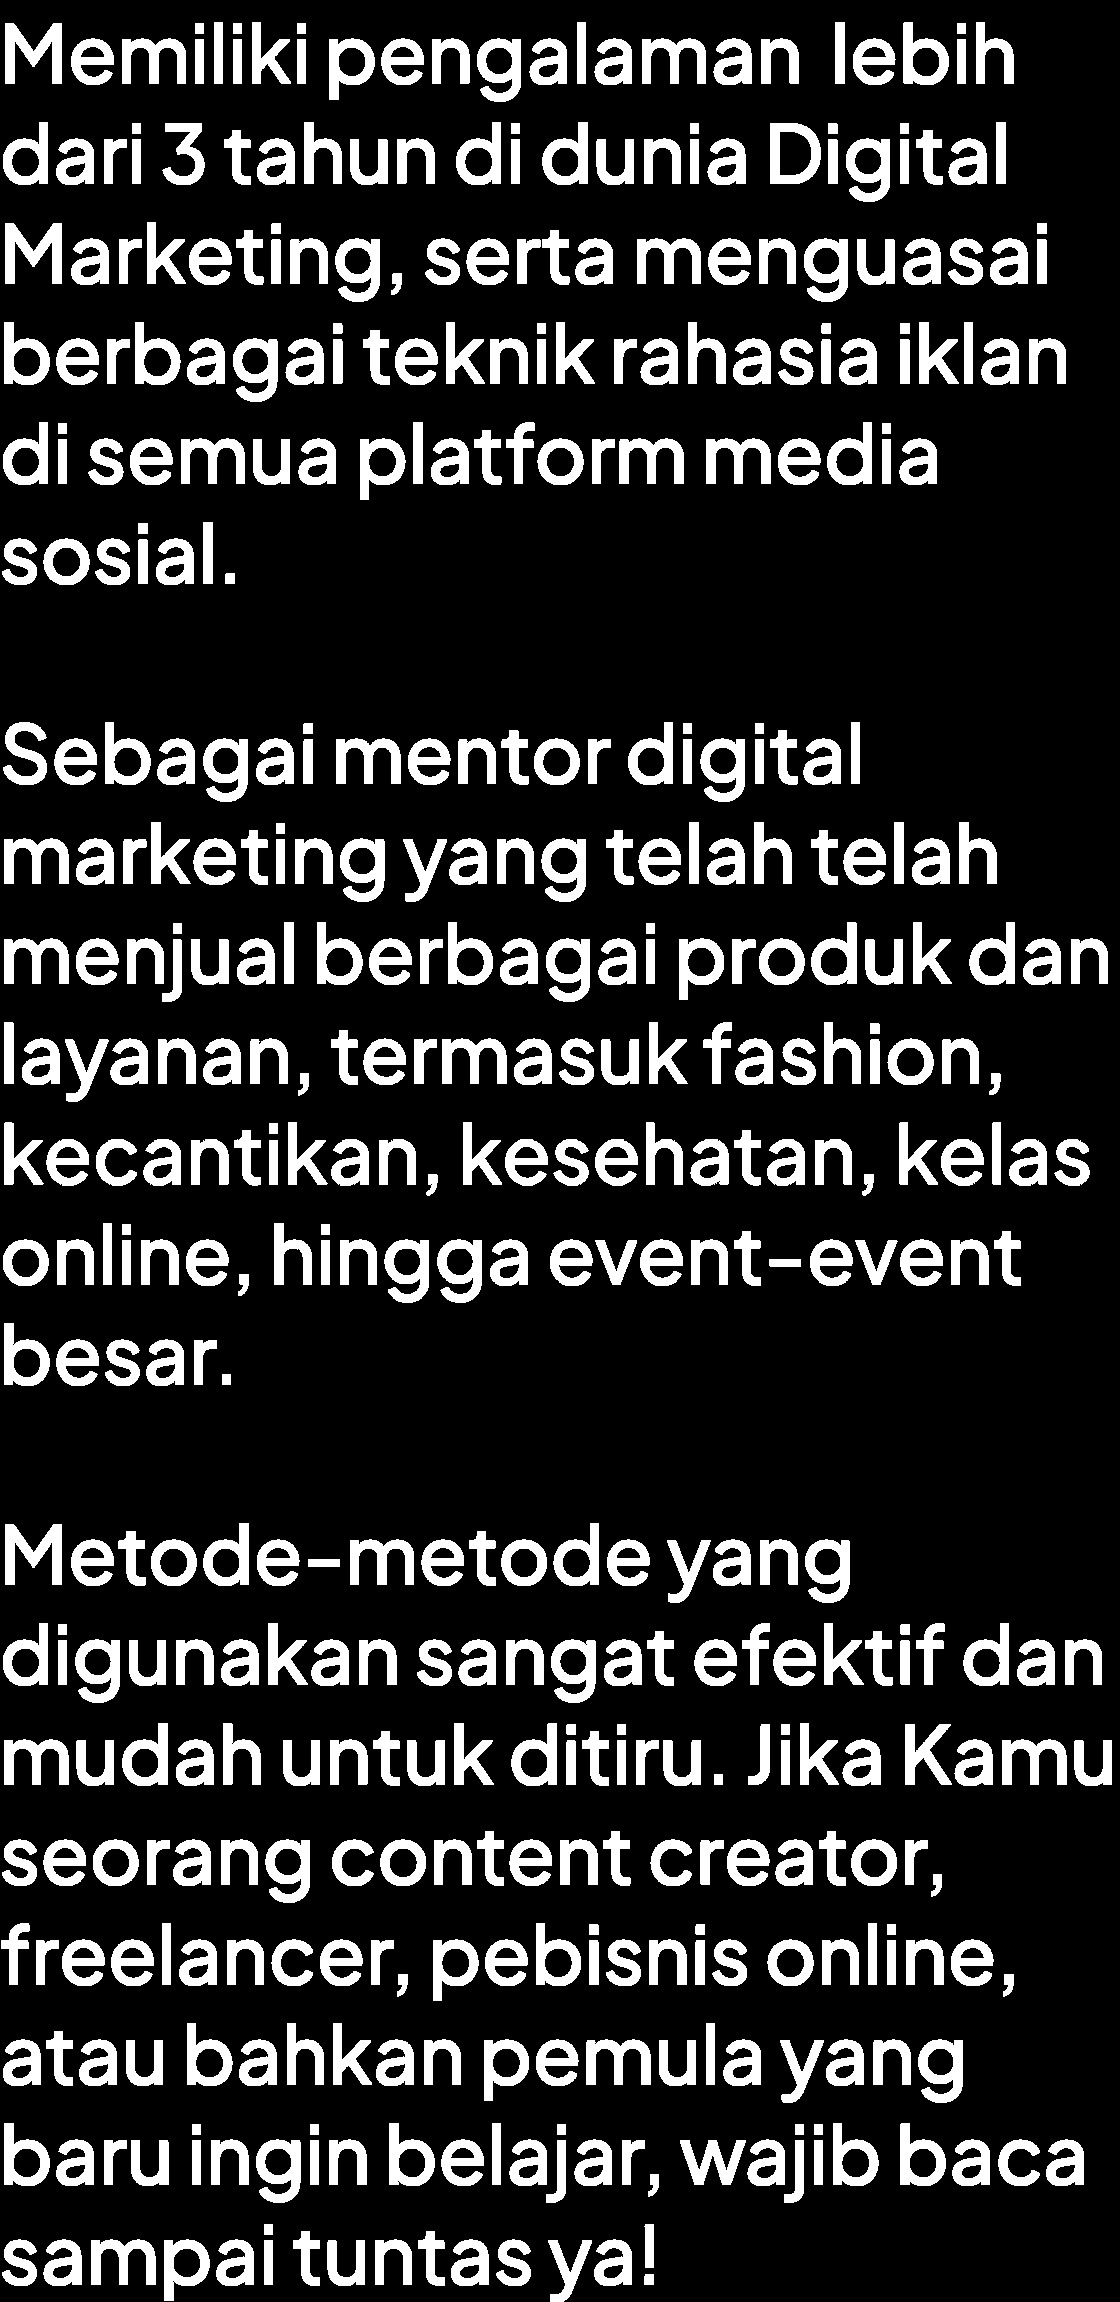 Memiliki pengalaman  lebih
dari 3 tahun di dunia Digital
Marketing, serta menguasai
berbagai teknik rahasia iklan
di semua platform media
sosial.
Sebagai mentor digital
marketing yang telah telah
menjual berbagai produk dan
layanan, termasuk fashion,
kecantikan, kesehatan, kelas
online, hingga event-event
besar.
Metode-metode yang
digunakan sangat efektif dan
mudah untuk ditiru. Jika Kamu
seorang content creator,
freelancer, pebisnis online,
atau bahkan pemula yang
baru ingin belajar, wajib baca
sampai tuntas ya!